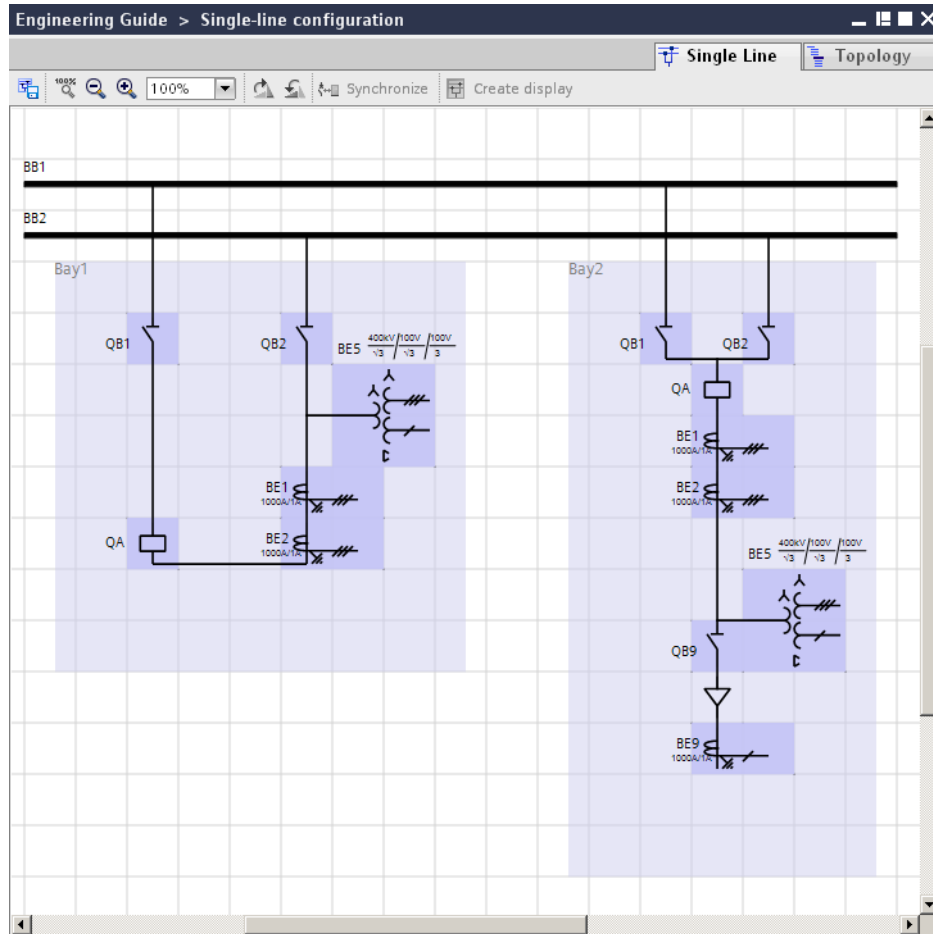 Engineering Guide > Single-line configuration
Single Line Topology
100% 100% Synchronize Create display
BB1
BB2
Bay1 Bay2
QB1 QB2 BE5 400kV/√3 / 100V/√3 / 100V/3 QB1 QB2
QA
BE1
1000A/1A
BE1
1000A/1A
BE2
1000A/1A
QA BE2
1000A/1A
BE5 400kV/√3 / 100V/√3 / 100V/3
QB9
BE9
1000A/1A